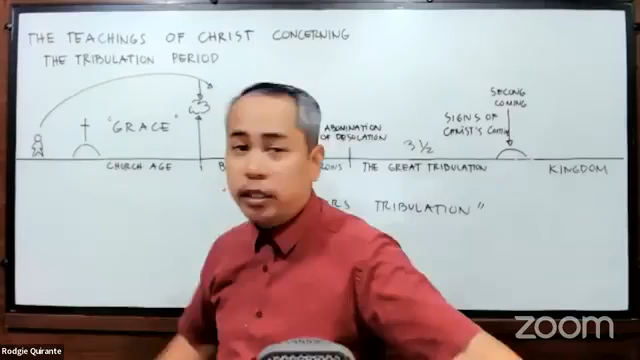 THE TEACHINGS OF CHRIST CONCERNING
THE TRIBULATION PERIOD
SECOND
COMING
"GRACE"
ABOMINATION
OF DESOLATION
3 1/2
SIGNS OF
CHRIST'S COMING
CHURCH AGE
THE GREAT TRIBULATION
KINGDOM
TRIBULATION"
zoom
Rodgie Quirante